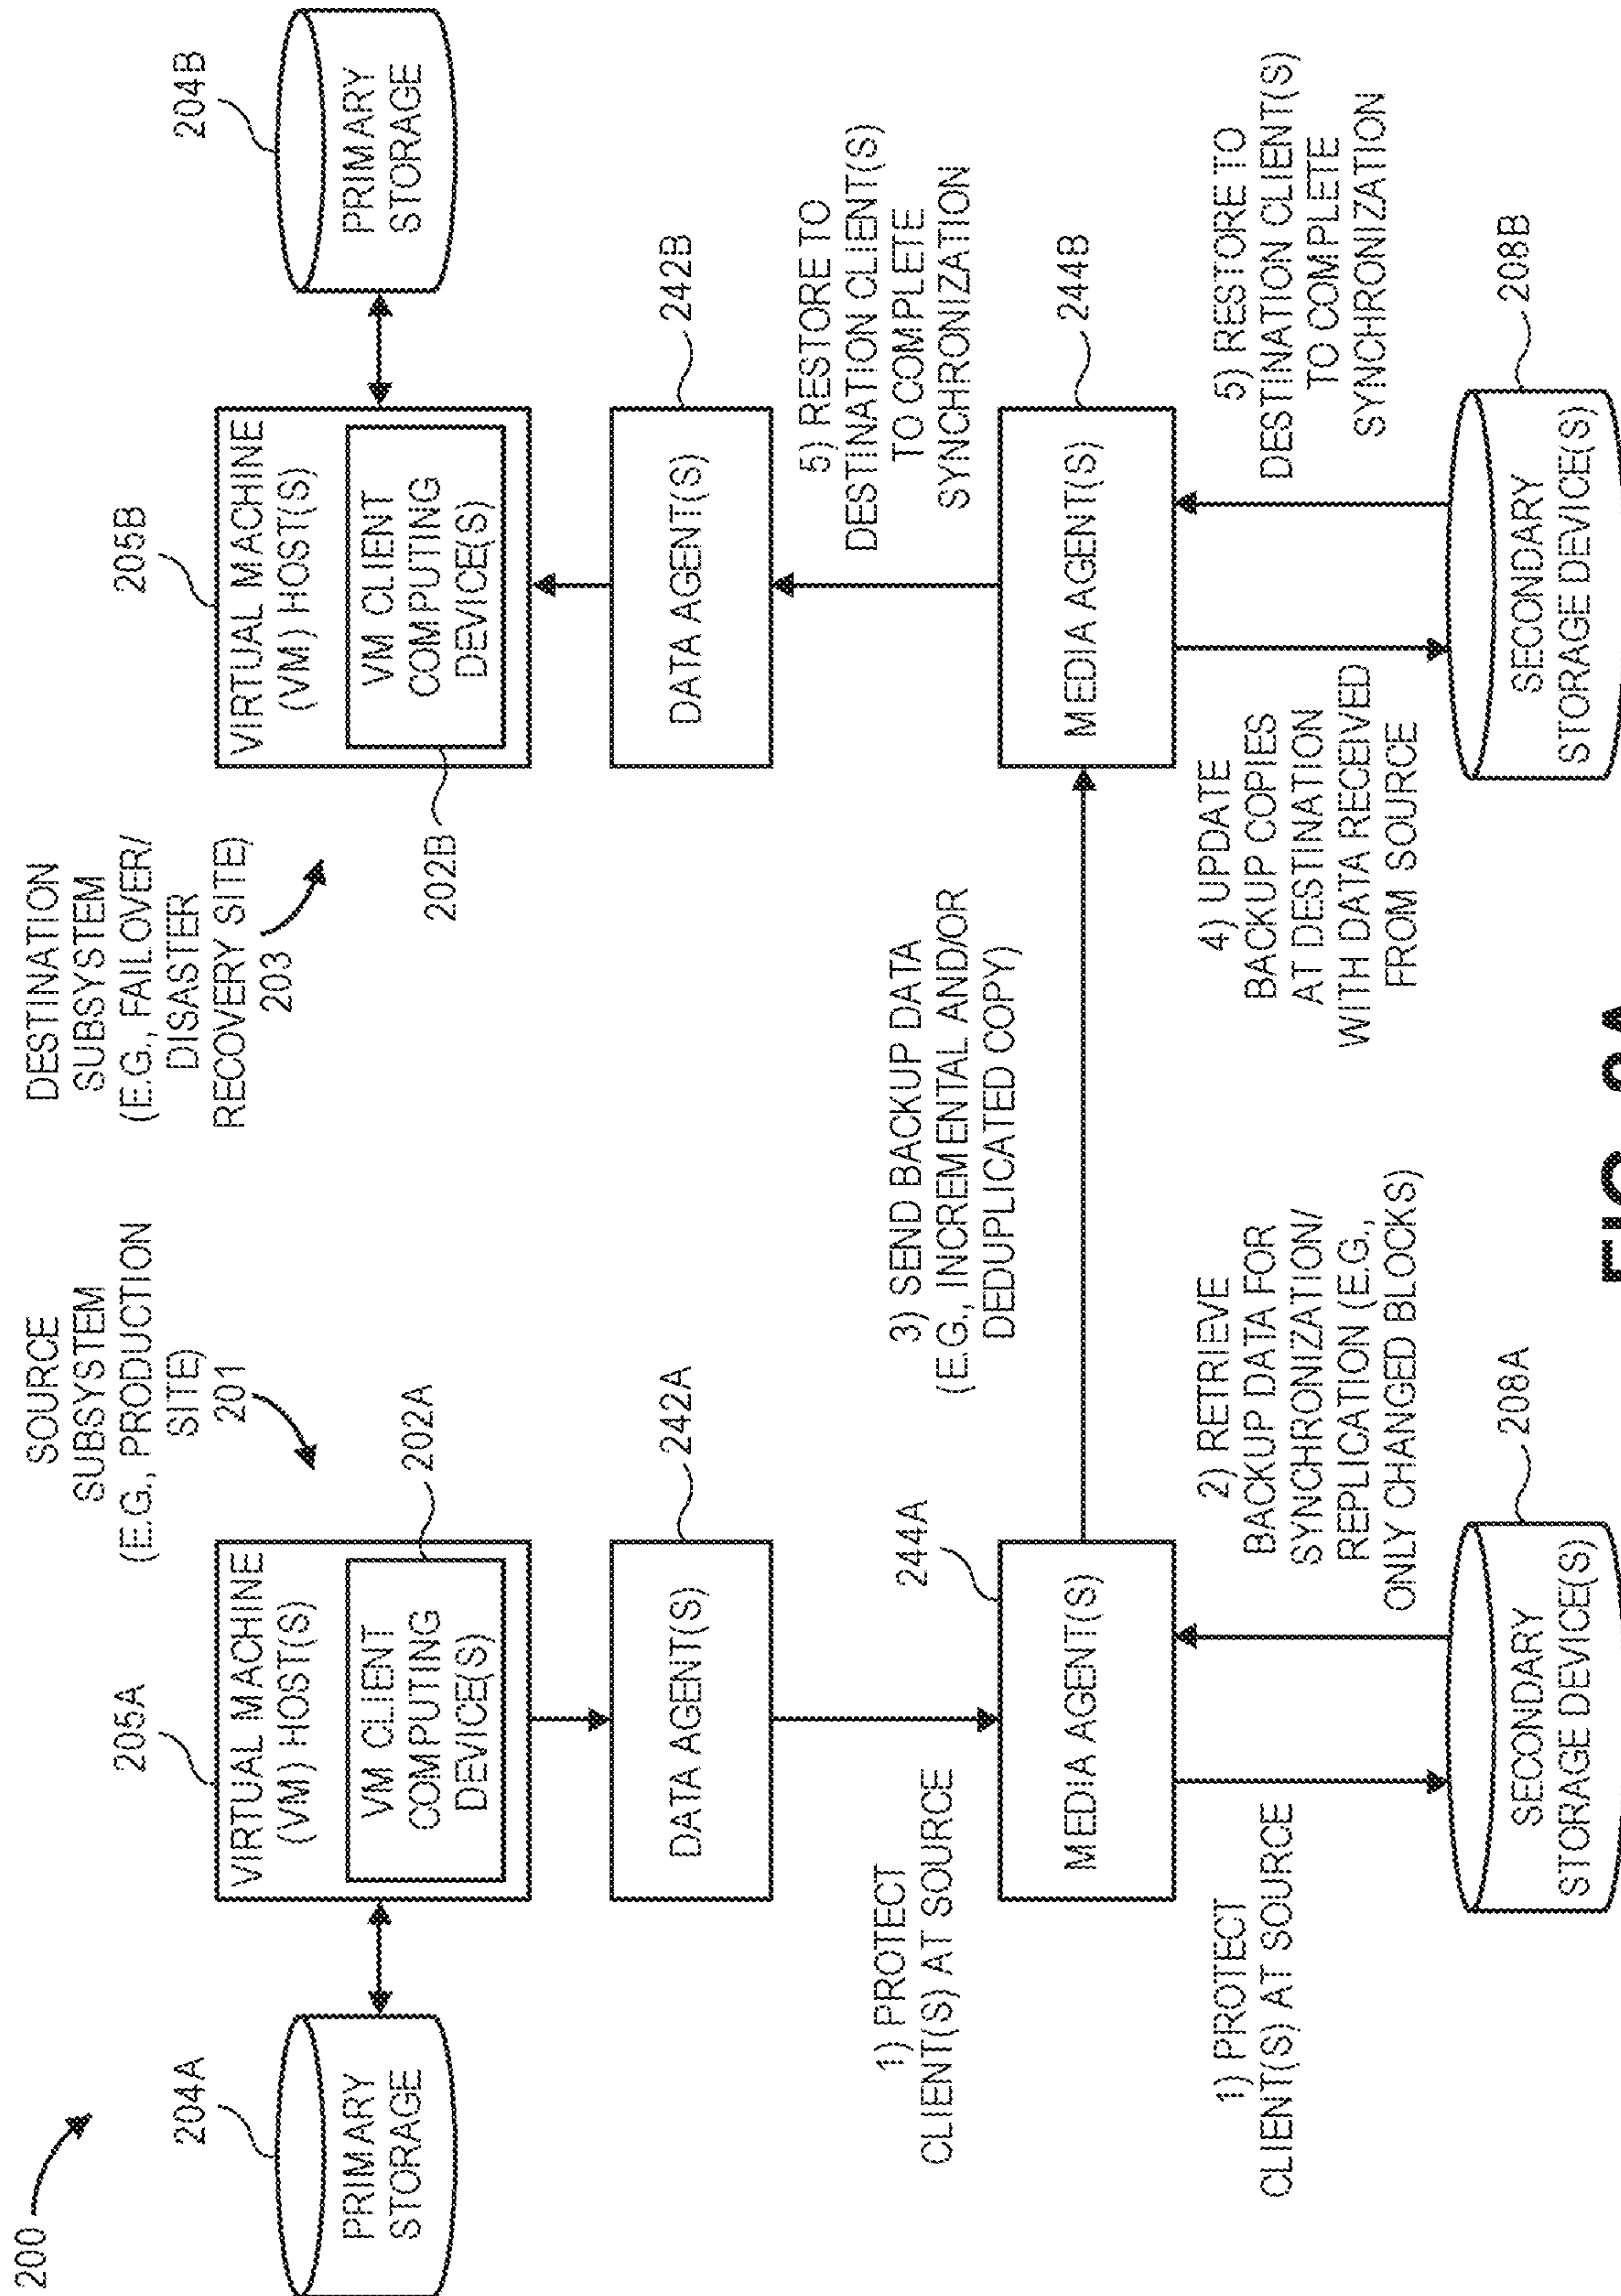 200
SOURCE
SUBSYSTEM
(E.G., PRODUCTION
SITE)
201
DESTINATION
SUBSYSTEM
(E.G., FAILOVER/
DISASTER
RECOVERY SITE)
203
204A
PRIMARY
STORAGE
205A
VIRTUAL MACHINE
(VM) HOST(S)
VM CLIENT
COMPUTING
DEVICE(S)
202A
202B
205B
VIRTUAL MACHINE
(VM) HOST(S)
VM CLIENT
COMPUTING
DEVICE(S)
204B
PRIMARY
STORAGE
DATA AGENT(S)
242A
DATA AGENT(S)
242B
1) PROTECT
CLIENT(S) AT SOURCE
244A
3) SEND BACKUP DATA
(E.G., INCREMENTAL AND/OR
DEDUPLICATED COPY)
5) RESTORE TO
DESTINATION CLIENT(S)
TO COMPLETE
SYNCHRONIZATION
MEDIA AGENT(S)
MEDIA AGENT(S)
244B
1) PROTECT
CLIENT(S) AT SOURCE
2) RETRIEVE
BACKUP DATA FOR
SYNCHRONIZATION/
REPLICATION (E.G.,
ONLY CHANGED BLOCKS)
4) UPDATE
BACKUP COPIES
AT DESTINATION
WITH DATA RECEIVED
FROM SOURCE
5) RESTORE TO
DESTINATION CLIENT(S)
TO COMPLETE
SYNCHRONIZATION
SECONDARY
STORAGE DEVICE(S)
208A
SECONDARY
STORAGE DEVICE(S)
208B
FIG. 2A